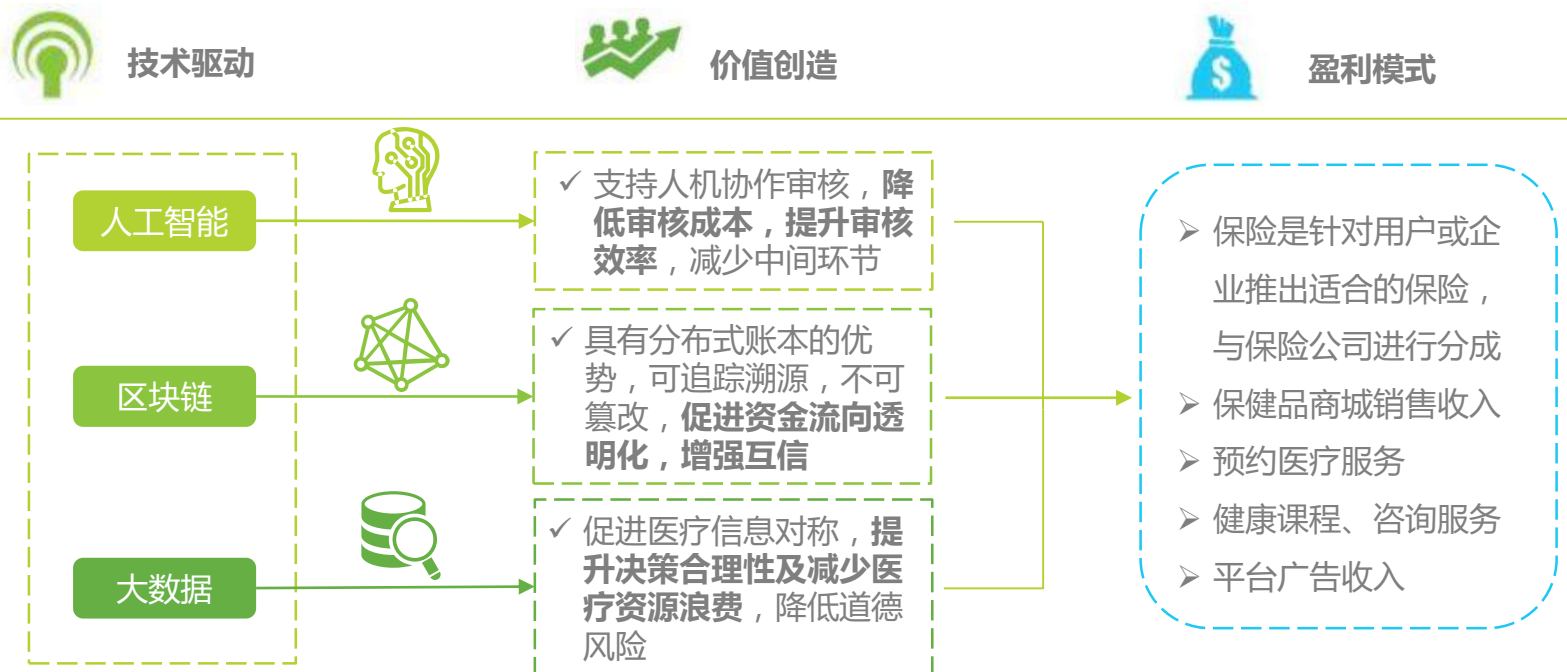 技术驱动
价值创造
盈利模式
人工智能
✓ 支持人机协作审核，降
低审核成本，提升审核
效率，减少中间环节
区块链
✓ 具有分布式账本的优
势，可追踪溯源，不可
篡改，促进资金流向透
明化，增强互信
大数据
✓ 促进医疗信息对称，提
升决策合理性及减少医
疗资源浪费，降低道德
风险
$
➢ 保险是针对用户或企
业推出适合的保险，
与保险公司进行分成
➢ 保健品商城销售收入
➢ 预约医疗服务
➢ 健康课程、咨询服务
➢ 平台广告收入